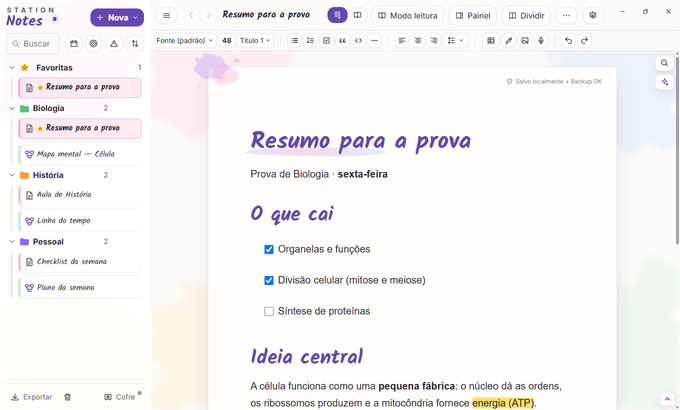 STATION
Notes
+ Nova
Resumo para a prova
Modo leitura
Painel
Dividir
Buscar
Fonte (padrão)
48
Título 1
Favoritas 1
Resumo para a prova
Biologia 2
Resumo para a prova
Mapa mental — Célula
História 2
Aula de História
Linha do tempo
Pessoal 2
Checklist da semana
Plano da semana
Exportar
Cofre
Salvo localmente • Backup OK
Resumo para a prova
Prova de Biologia · sexta-feira
O que cai
Organelas e funções
Divisão celular (mitose e meiose)
Síntese de proteínas
Ideia central
A célula funciona como uma pequena fábrica: o núcleo dá as ordens,
os ribossomos produzem e a mitocôndria fornece energia (ATP).